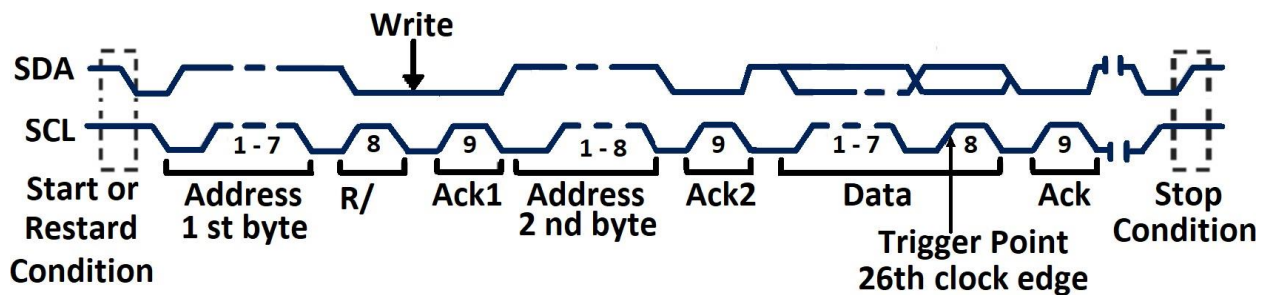 Write
SDA
SCL
1 - 7
8
9
1 - 8
9
1 - 7
8
9
Start or
Restard
Condition
Address
1 st byte
R/
Ack1
Address
2 nd byte
Ack2
Data
Ack
Stop
Condition
Trigger Point
26th clock edge